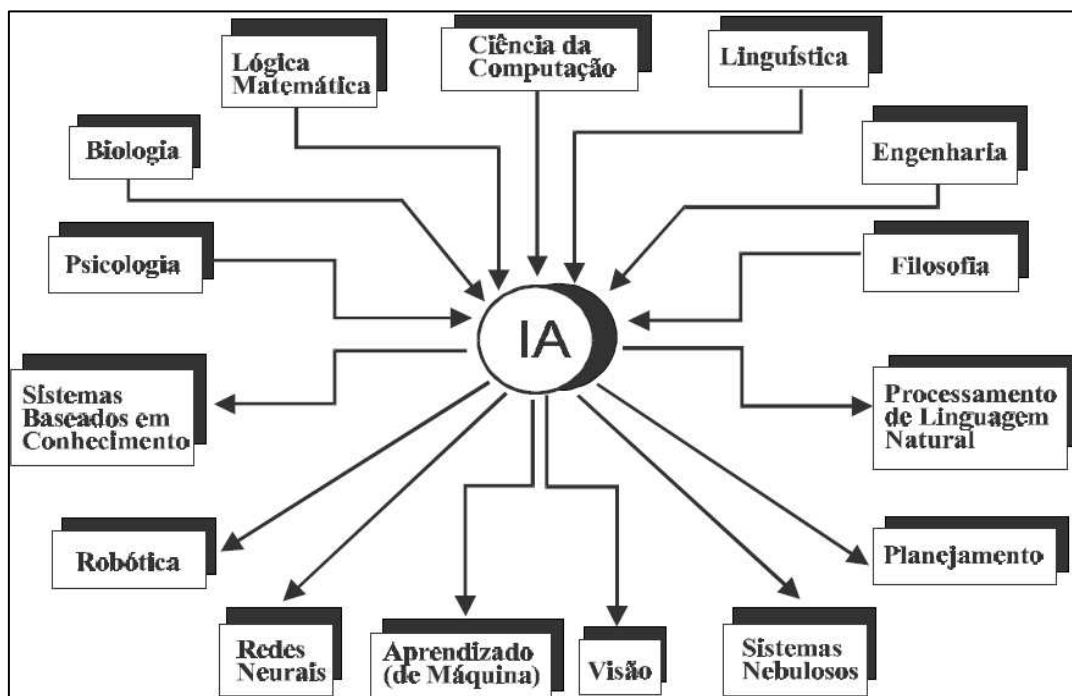 Lógica
Matemática
Ciência da
Computação
Linguística
Biologia
Engenharia
Psicologia
Filosofia
IA
Sistemas
Baseados em
Conhecimento
Processamento
de Linguagem
Natural
Robótica
Planejamento
Redes
Neurais
Aprendizado
(de Máquina)
Visão
Sistemas
Nebulosos